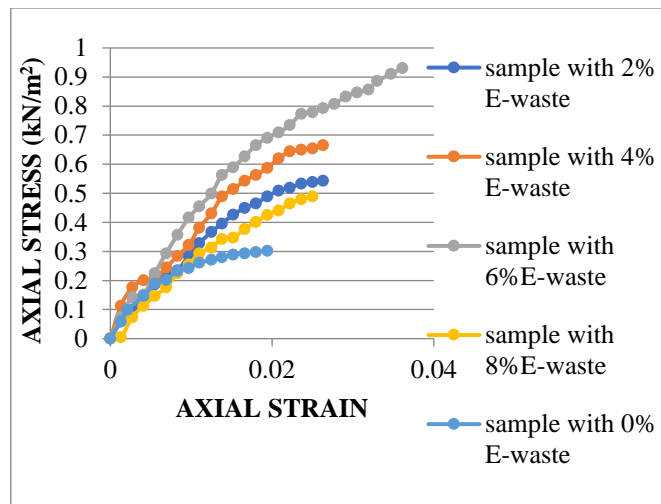 AXIAL STRESS (kN/m²)
1
0.9
0.8
0.7
0.6
0.5
0.4
0.3
0.2
0.1
0
0
0.02
0.04
AXIAL STRAIN
sample with 2%
E-waste
sample with 4%
E-waste
sample with
6%E-waste
sample with
8%E-waste
sample with 0%
E-waste